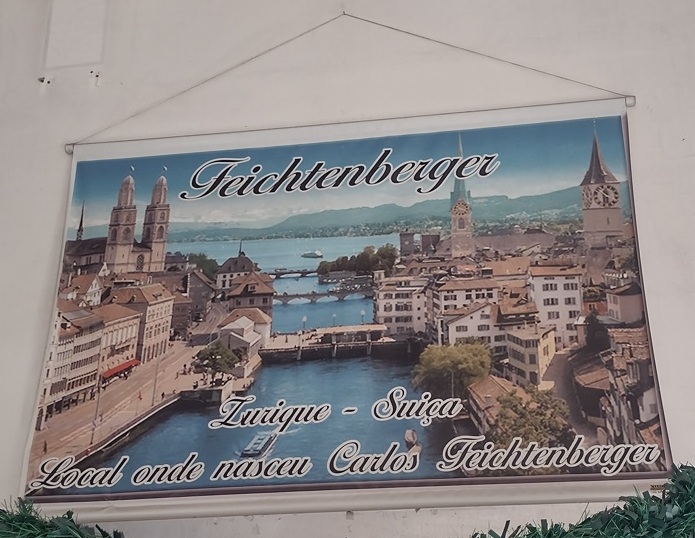 Feichtenberger
Zurique - Suiça
Local onde nasceu Carlos Feichtenberger